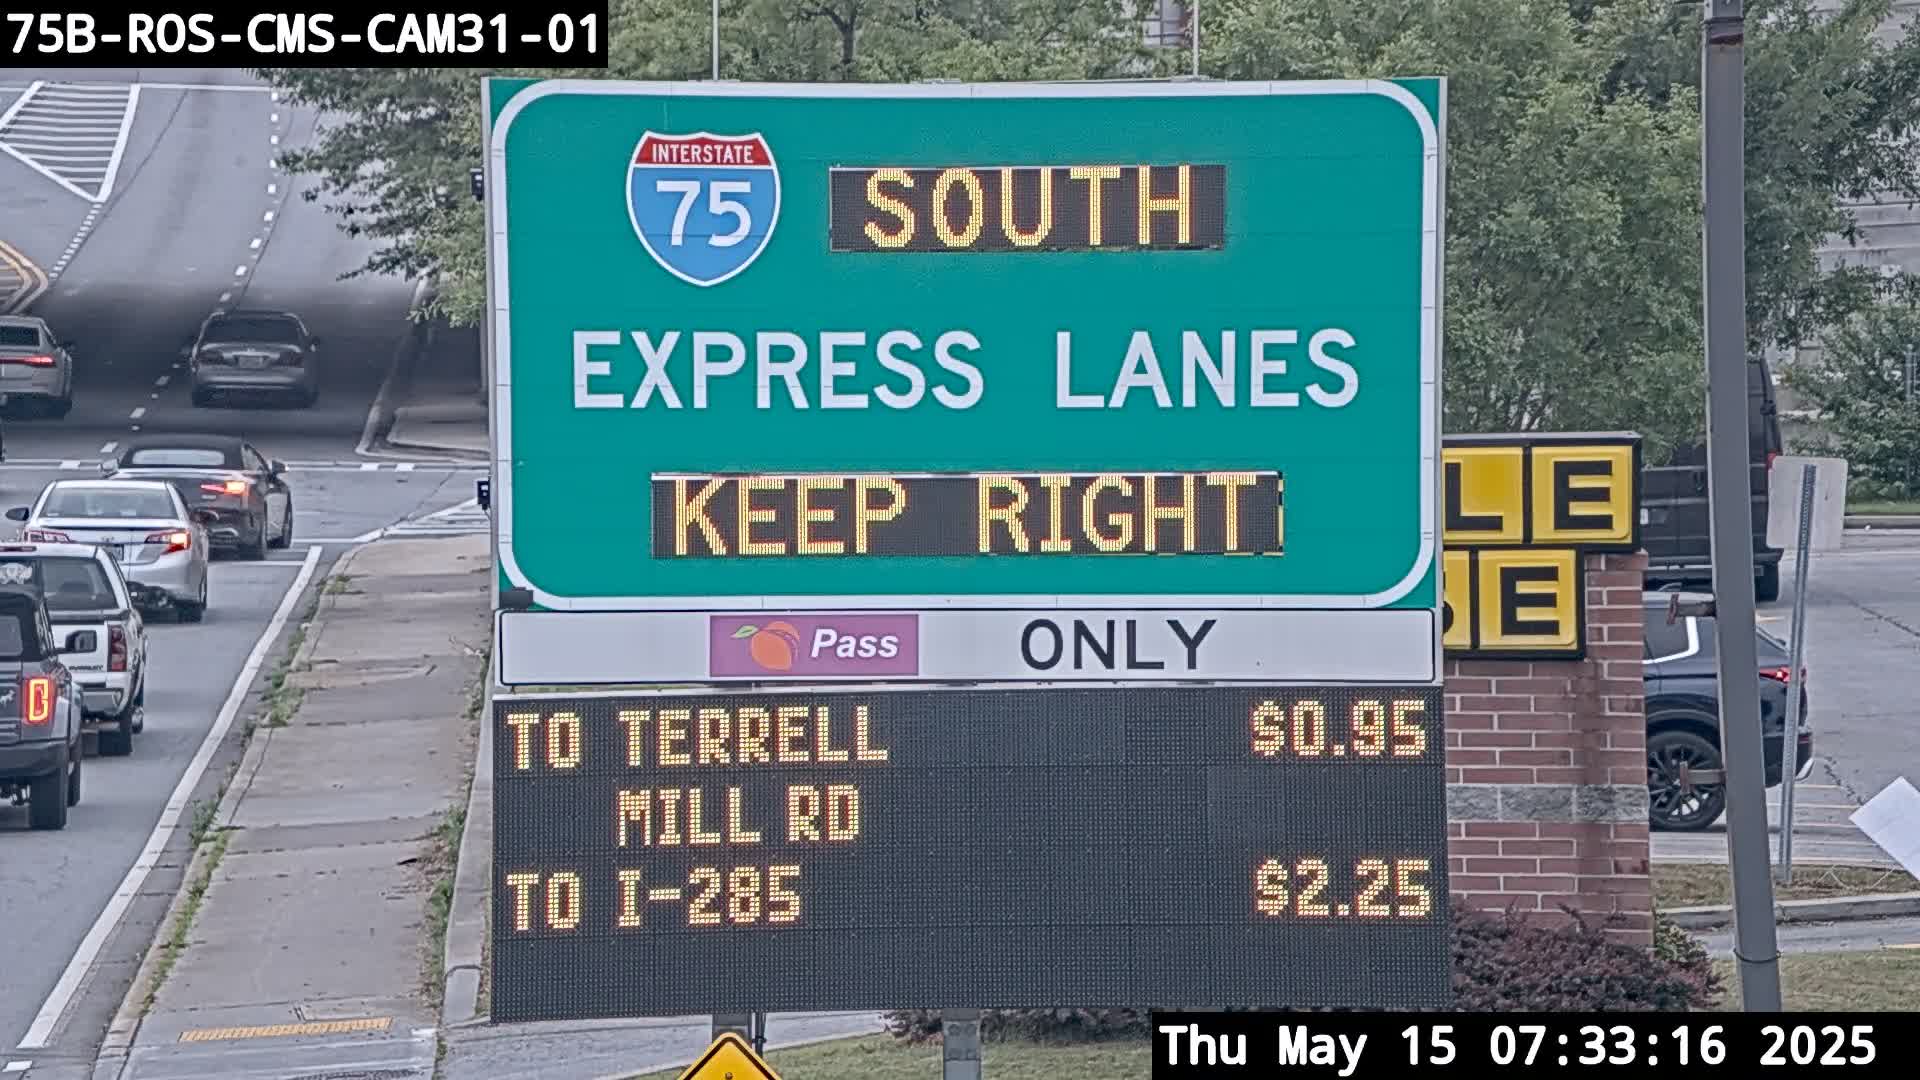 75B-ROS-CMS-CAM31-01
INTERSTATE
75
SOUTH
EXPRESS LANES
KEEP RIGHT
Pass ONLY
TO TERRELL $0.95
MILL RD
TO I-285 $2.25
LE
E
Thu May 15 07:33:16 2025